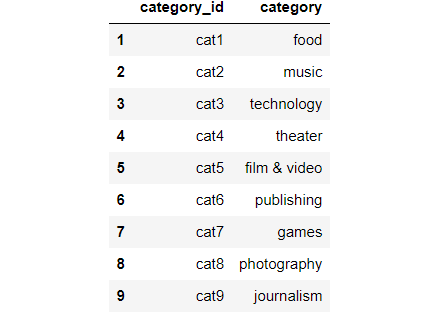 category_id category
1 cat1 food
2 cat2 music
3 cat3 technology
4 cat4 theater
5 cat5 film & video
6 cat6 publishing
7 cat7 games
8 cat8 photography
9 cat9 journalism